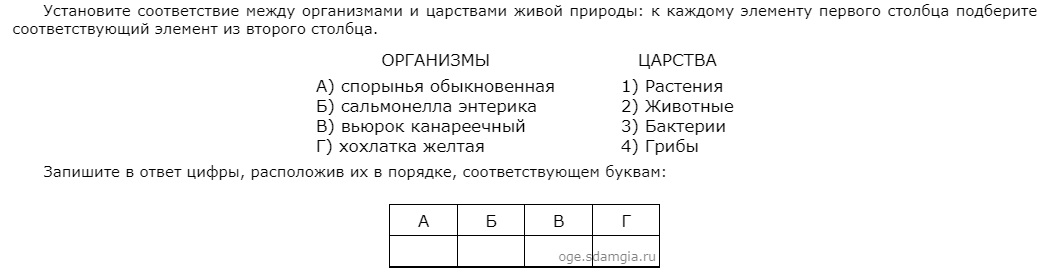 Установите соответствие между организмами и царствами живой природы: к каждому элементу первого столбца подберите
соответствующий элемент из второго столбца.
ОРГАНИЗМЫ ЦАРСТВА
А) спорынья обыкновенная 1) Растения
Б) сальмонелла энтерика 2) Животные
В) вьюрок канареечный 3) Бактерии
Г) хохлатка желтая 4) Грибы
Запишите в ответ цифры, расположив их в порядке, соответствующем буквам:
А Б В Г
oge.sdamgia.ru